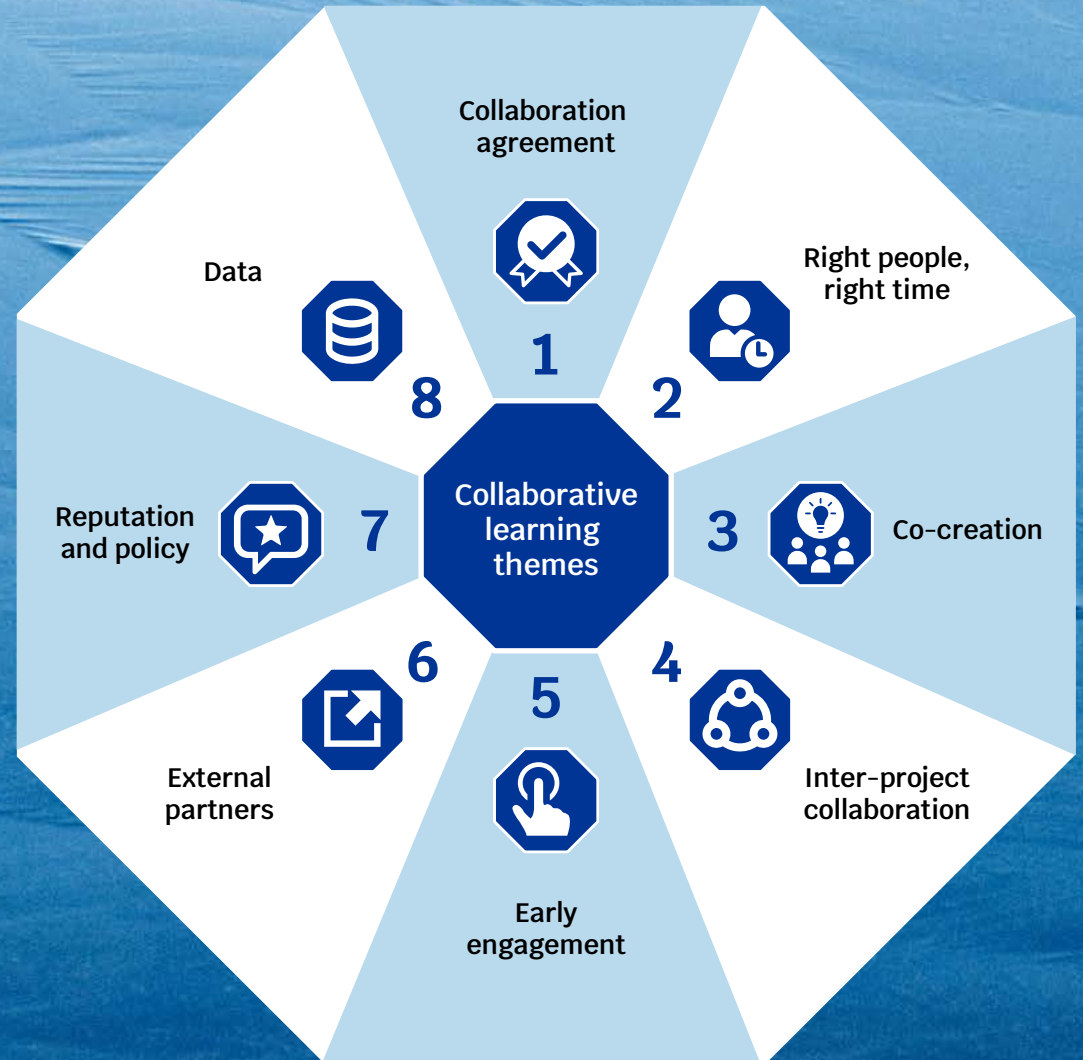 Collaborative
learning
themes
1
Collaboration
agreement
2
Right people,
right time
3
Co-creation
4
Inter-project
collaboration
5
Early
engagement
6
External
partners
7
Reputation
and policy
8
Data